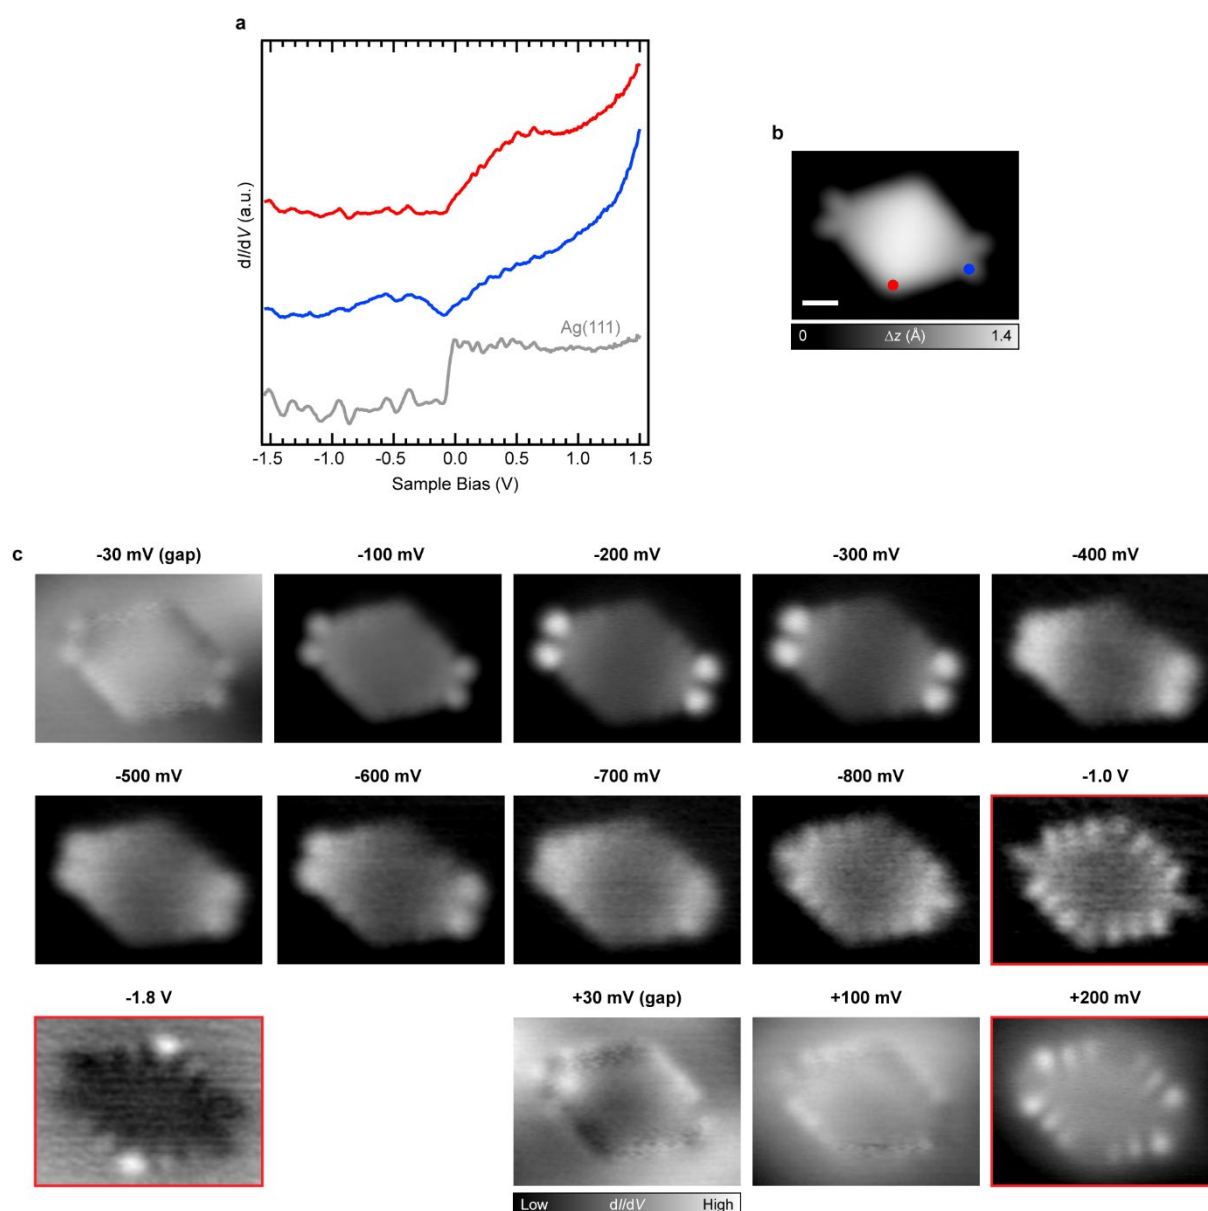 a
dI/dV (a.u.)
Ag(111)
-1.5 -1.0 -0.5 0.0 0.5 1.0 1.5
Sample Bias (V)
b
0 Δz (Å) 1.4
c
-30 mV (gap) -100 mV -200 mV -300 mV -400 mV
-500 mV -600 mV -700 mV -800 mV -1.0 V
-1.8 V +30 mV (gap) +100 mV +200 mV
Low dI/dV High